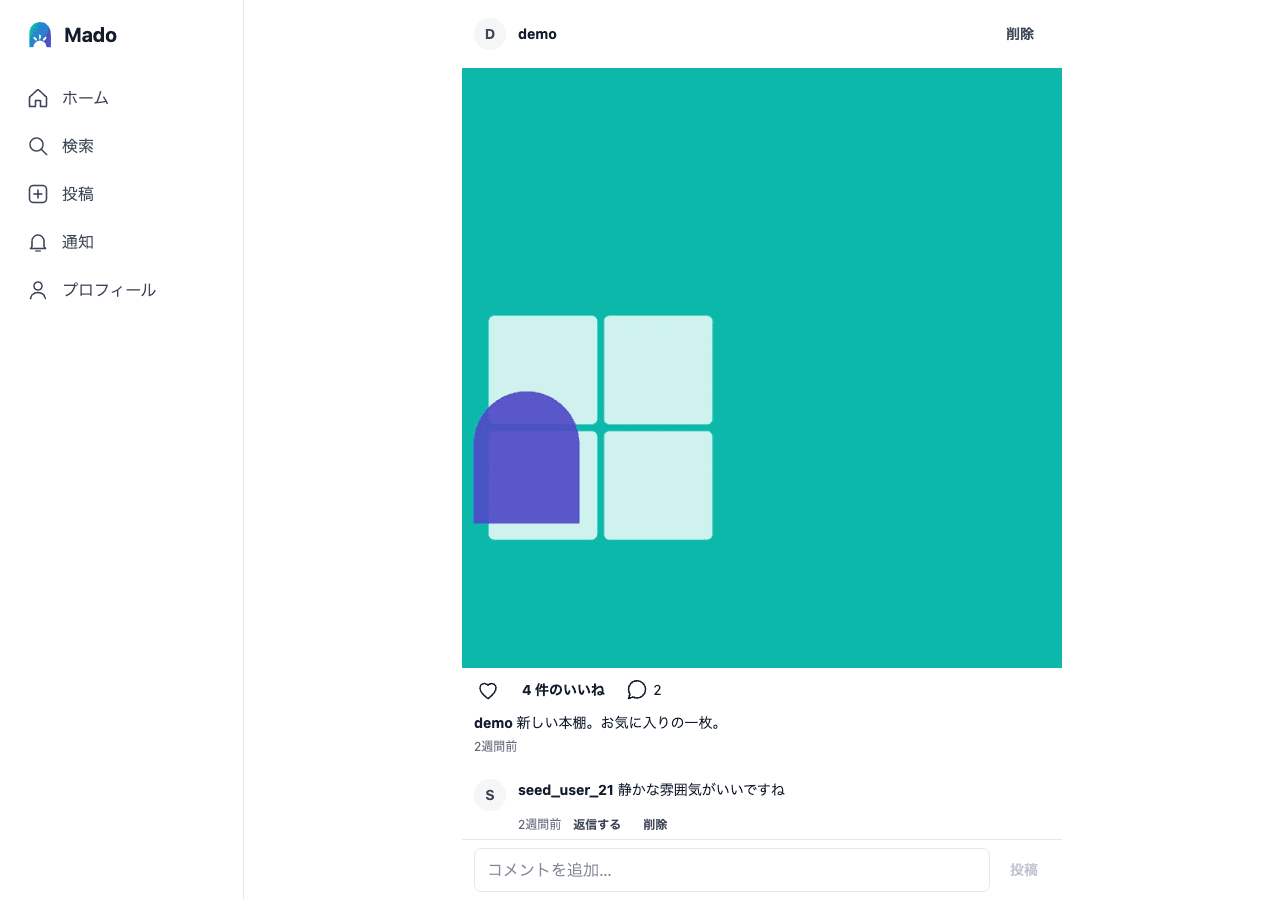 Mado
ホーム
検索
投稿
通知
プロフィール
D demo 削除
4 件のいいね 2
demo 新しい本棚。お気に入りの一枚。
2週間前
S seed_user_21 静かな雰囲気がいいですね
2週間前 返信する 削除
コメントを追加... 投稿